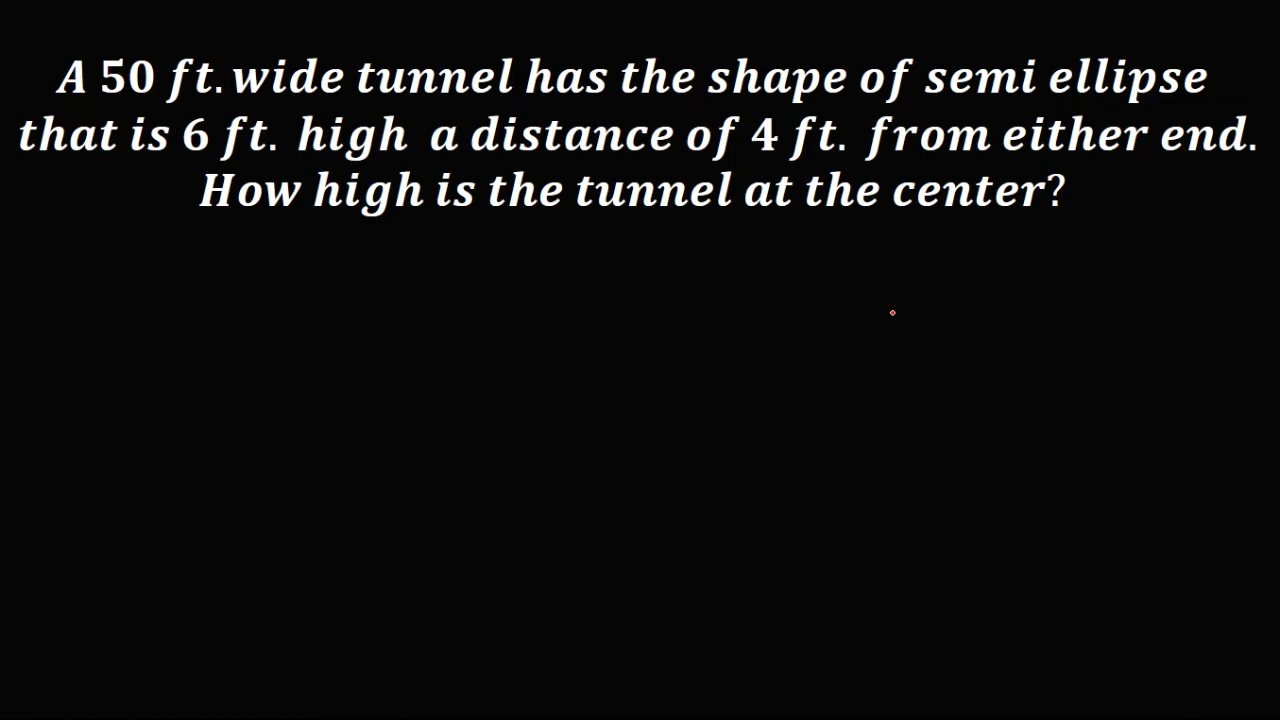 A 50 ft. wide tunnel has the shape of semi ellipse
that is 6 ft. high a distance of 4 ft. from either end.
How high is the tunnel at the center?